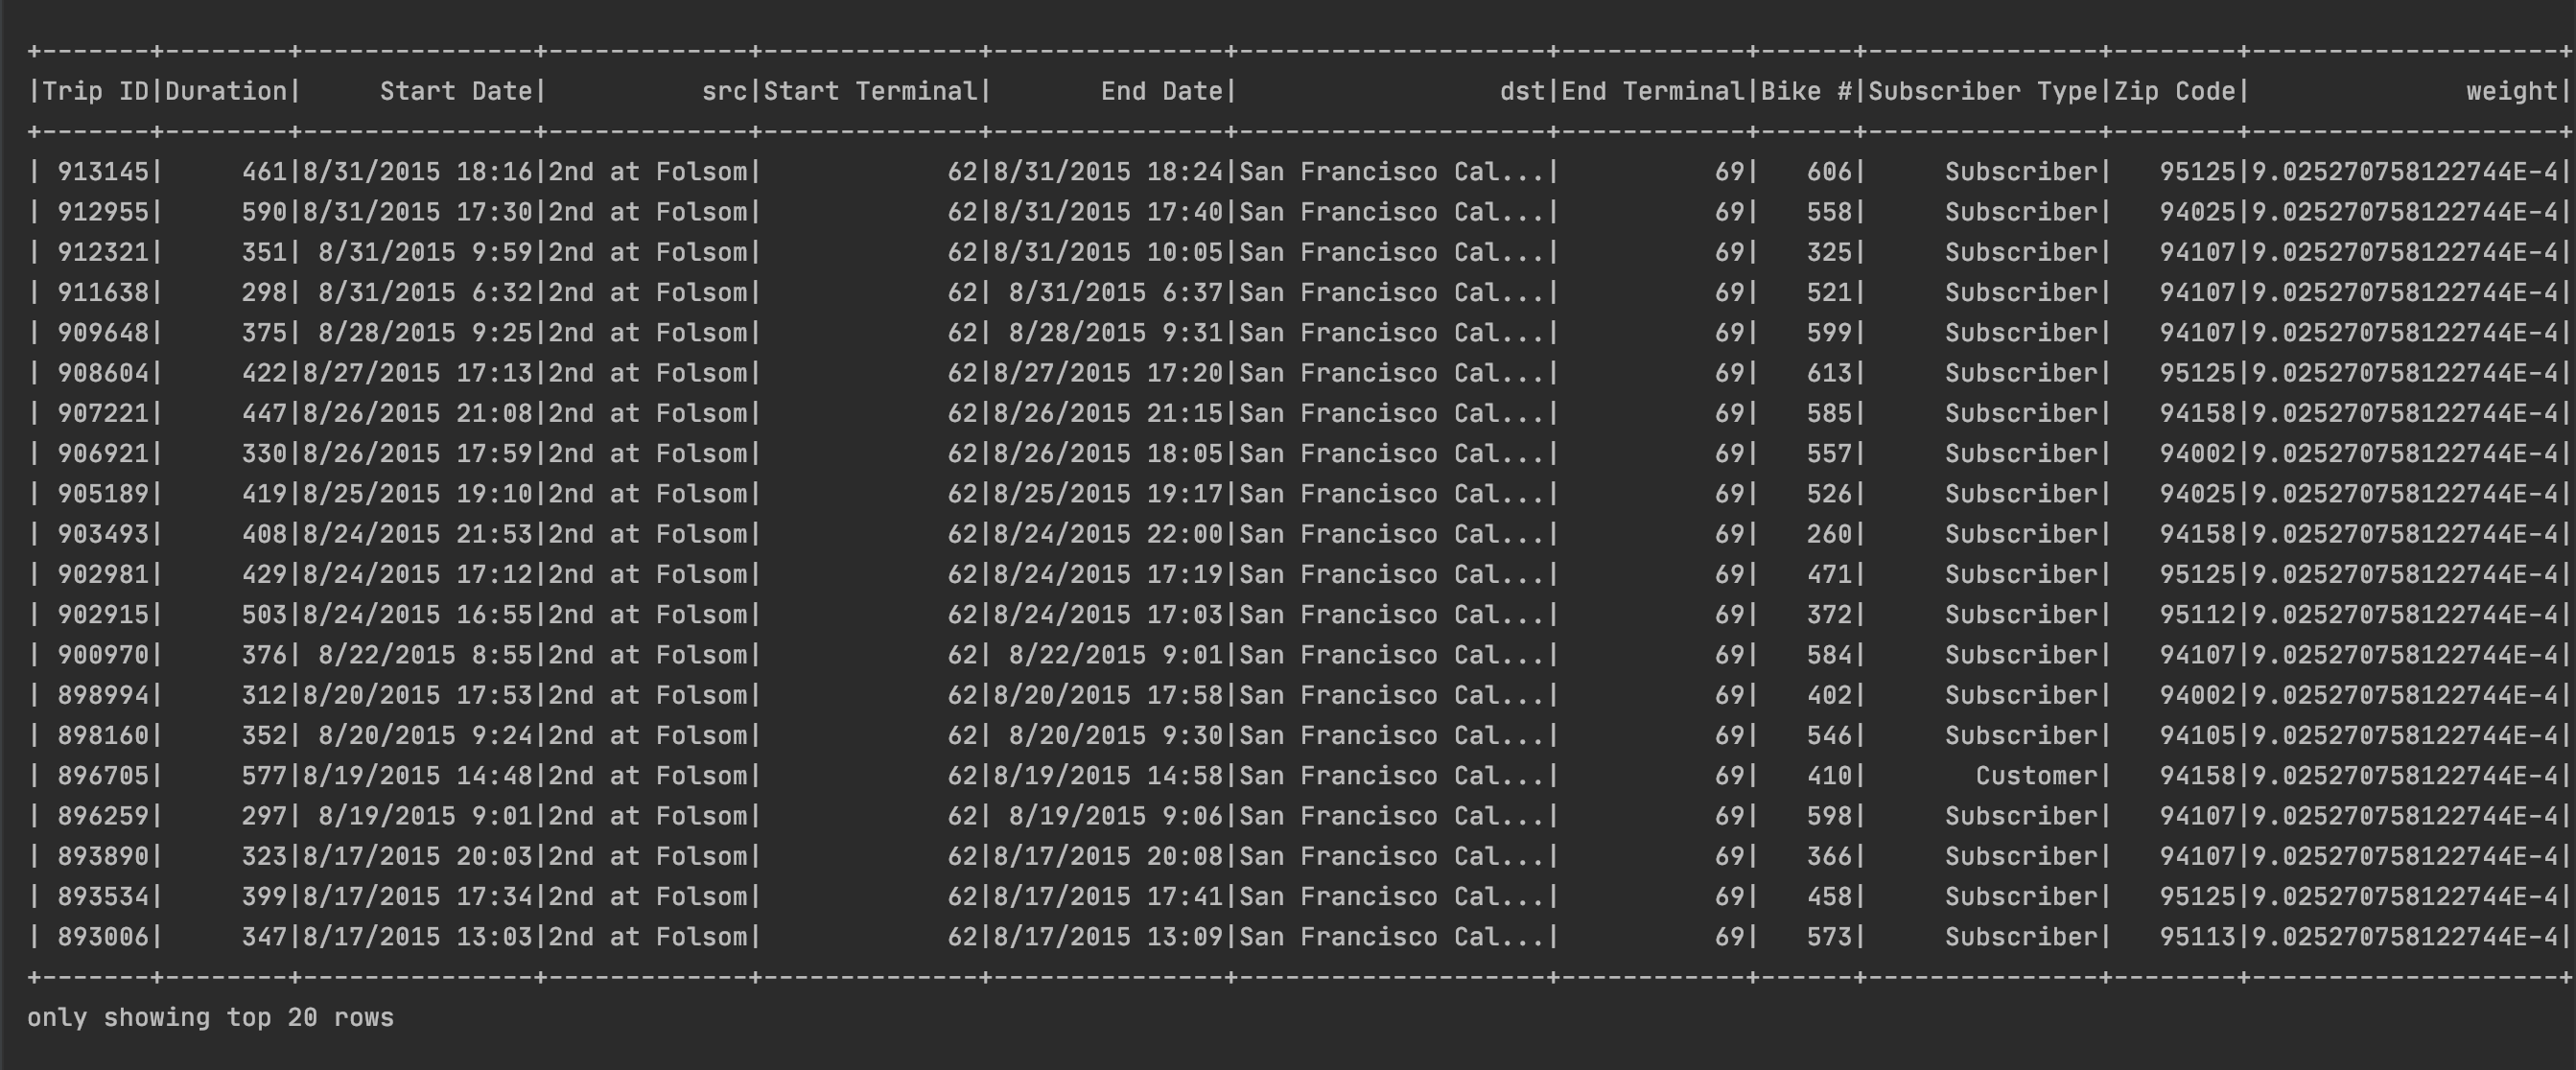 +-------+--------+---------------+-------------+--------------+---------------+--------------------+------------+------+---------------+--------+--------------------+
|Trip ID|Duration|     Start Date|          src|Start Terminal|       End Date|                 dst|End Terminal|Bike #|Subscriber Type|Zip Code|              weight|
+-------+--------+---------------+-------------+--------------+---------------+--------------------+------------+------+---------------+--------+--------------------+
| 913145|     461|8/31/2015 18:16|2nd at Folsom|            62|8/31/2015 18:24|San Francisco Cal...|          69|   606|     Subscriber|   95125|9.025270758122744E-4|
| 912955|     590|8/31/2015 17:30|2nd at Folsom|            62|8/31/2015 17:40|San Francisco Cal...|          69|   558|     Subscriber|   94025|9.025270758122744E-4|
| 912321|     351| 8/31/2015 9:59|2nd at Folsom|            62|8/31/2015 10:05|San Francisco Cal...|          69|   325|     Subscriber|   94107|9.025270758122744E-4|
| 911638|     298| 8/31/2015 6:32|2nd at Folsom|            62| 8/31/2015 6:37|San Francisco Cal...|          69|   521|     Subscriber|   94107|9.025270758122744E-4|
| 909648|     375| 8/28/2015 9:25|2nd at Folsom|            62| 8/28/2015 9:31|San Francisco Cal...|          69|   599|     Subscriber|   94107|9.025270758122744E-4|
| 908604|     422|8/27/2015 17:13|2nd at Folsom|            62|8/27/2015 17:20|San Francisco Cal...|          69|   613|     Subscriber|   95125|9.025270758122744E-4|
| 907221|     447|8/26/2015 21:08|2nd at Folsom|            62|8/26/2015 21:15|San Francisco Cal...|          69|   585|     Subscriber|   94158|9.025270758122744E-4|
| 906921|     330|8/26/2015 17:59|2nd at Folsom|            62|8/26/2015 18:05|San Francisco Cal...|          69|   557|     Subscriber|   94002|9.025270758122744E-4|
| 905189|     419|8/25/2015 19:10|2nd at Folsom|            62|8/25/2015 19:17|San Francisco Cal...|          69|   526|     Subscriber|   94025|9.025270758122744E-4|
| 903493|     408|8/24/2015 21:53|2nd at Folsom|            62|8/24/2015 22:00|San Francisco Cal...|          69|   260|     Subscriber|   94158|9.025270758122744E-4|
| 902981|     429|8/24/2015 17:12|2nd at Folsom|            62|8/24/2015 17:19|San Francisco Cal...|          69|   471|     Subscriber|   95125|9.025270758122744E-4|
| 902915|     503|8/24/2015 16:55|2nd at Folsom|            62|8/24/2015 17:03|San Francisco Cal...|          69|   372|     Subscriber|   95112|9.025270758122744E-4|
| 900970|     376| 8/22/2015 8:55|2nd at Folsom|            62| 8/22/2015 9:01|San Francisco Cal...|          69|   584|     Subscriber|   94107|9.025270758122744E-4|
| 898994|     312|8/20/2015 17:53|2nd at Folsom|            62|8/20/2015 17:58|San Francisco Cal...|          69|   402|     Subscriber|   94002|9.025270758122744E-4|
| 898160|     352| 8/20/2015 9:24|2nd at Folsom|            62| 8/20/2015 9:30|San Francisco Cal...|          69|   546|     Subscriber|   94105|9.025270758122744E-4|
| 896705|     577|8/19/2015 14:48|2nd at Folsom|            62|8/19/2015 14:58|San Francisco Cal...|          69|   410|       Customer|   94158|9.025270758122744E-4|
| 896259|     297| 8/19/2015 9:01|2nd at Folsom|            62| 8/19/2015 9:06|San Francisco Cal...|          69|   598|     Subscriber|   94107|9.025270758122744E-4|
| 893890|     323|8/17/2015 20:03|2nd at Folsom|            62|8/17/2015 20:08|San Francisco Cal...|          69|   366|     Subscriber|   94107|9.025270758122744E-4|
| 893534|     399|8/17/2015 17:34|2nd at Folsom|            62|8/17/2015 17:41|San Francisco Cal...|          69|   458|     Subscriber|   95125|9.025270758122744E-4|
| 893006|     347|8/17/2015 13:03|2nd at Folsom|            62|8/17/2015 13:09|San Francisco Cal...|          69|   573|     Subscriber|   95113|9.025270758122744E-4|
+-------+--------+---------------+-------------+--------------+---------------+--------------------+------------+------+---------------+--------+--------------------+
only showing top 20 rows